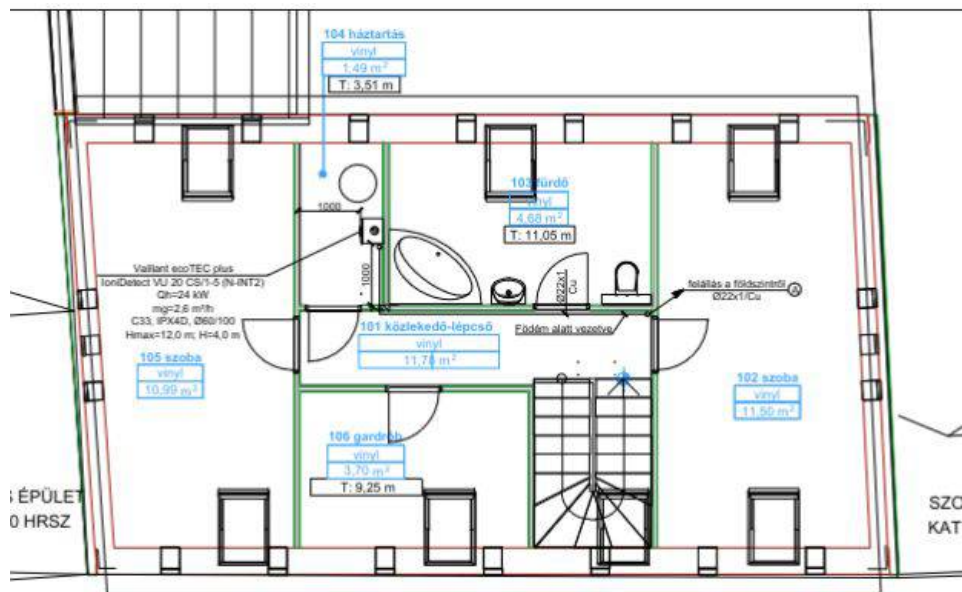 104 háztartás
vinyl
1.49 m²
T: 3,51 m
103 fürdő
vinyl
4,68 m²
T: 11,05 m
1000
1000
Vaillant ecoTEC plus
IoniDetect VU 20 CS/1-5 (N-INT2)
Qh=24 kW
mg=2,6 m³/h
C33, IPX4D, Ø60/100
Hmax=12,0 m; H=4,0 m
Ø22x1
Cu
felállás a földszintről
Ø22x1/Cu
A
Födém alatt vezetve
101 közlekedő-lépcső
vinyl
11,78 m²
105 szoba
vinyl
10,99 m²
102 szoba
vinyl
11,50 m²
106 gardrób
vinyl
3,70 m²
T: 9,25 m
S ÉPÜLET
0 HRSZ
SZO
KAT